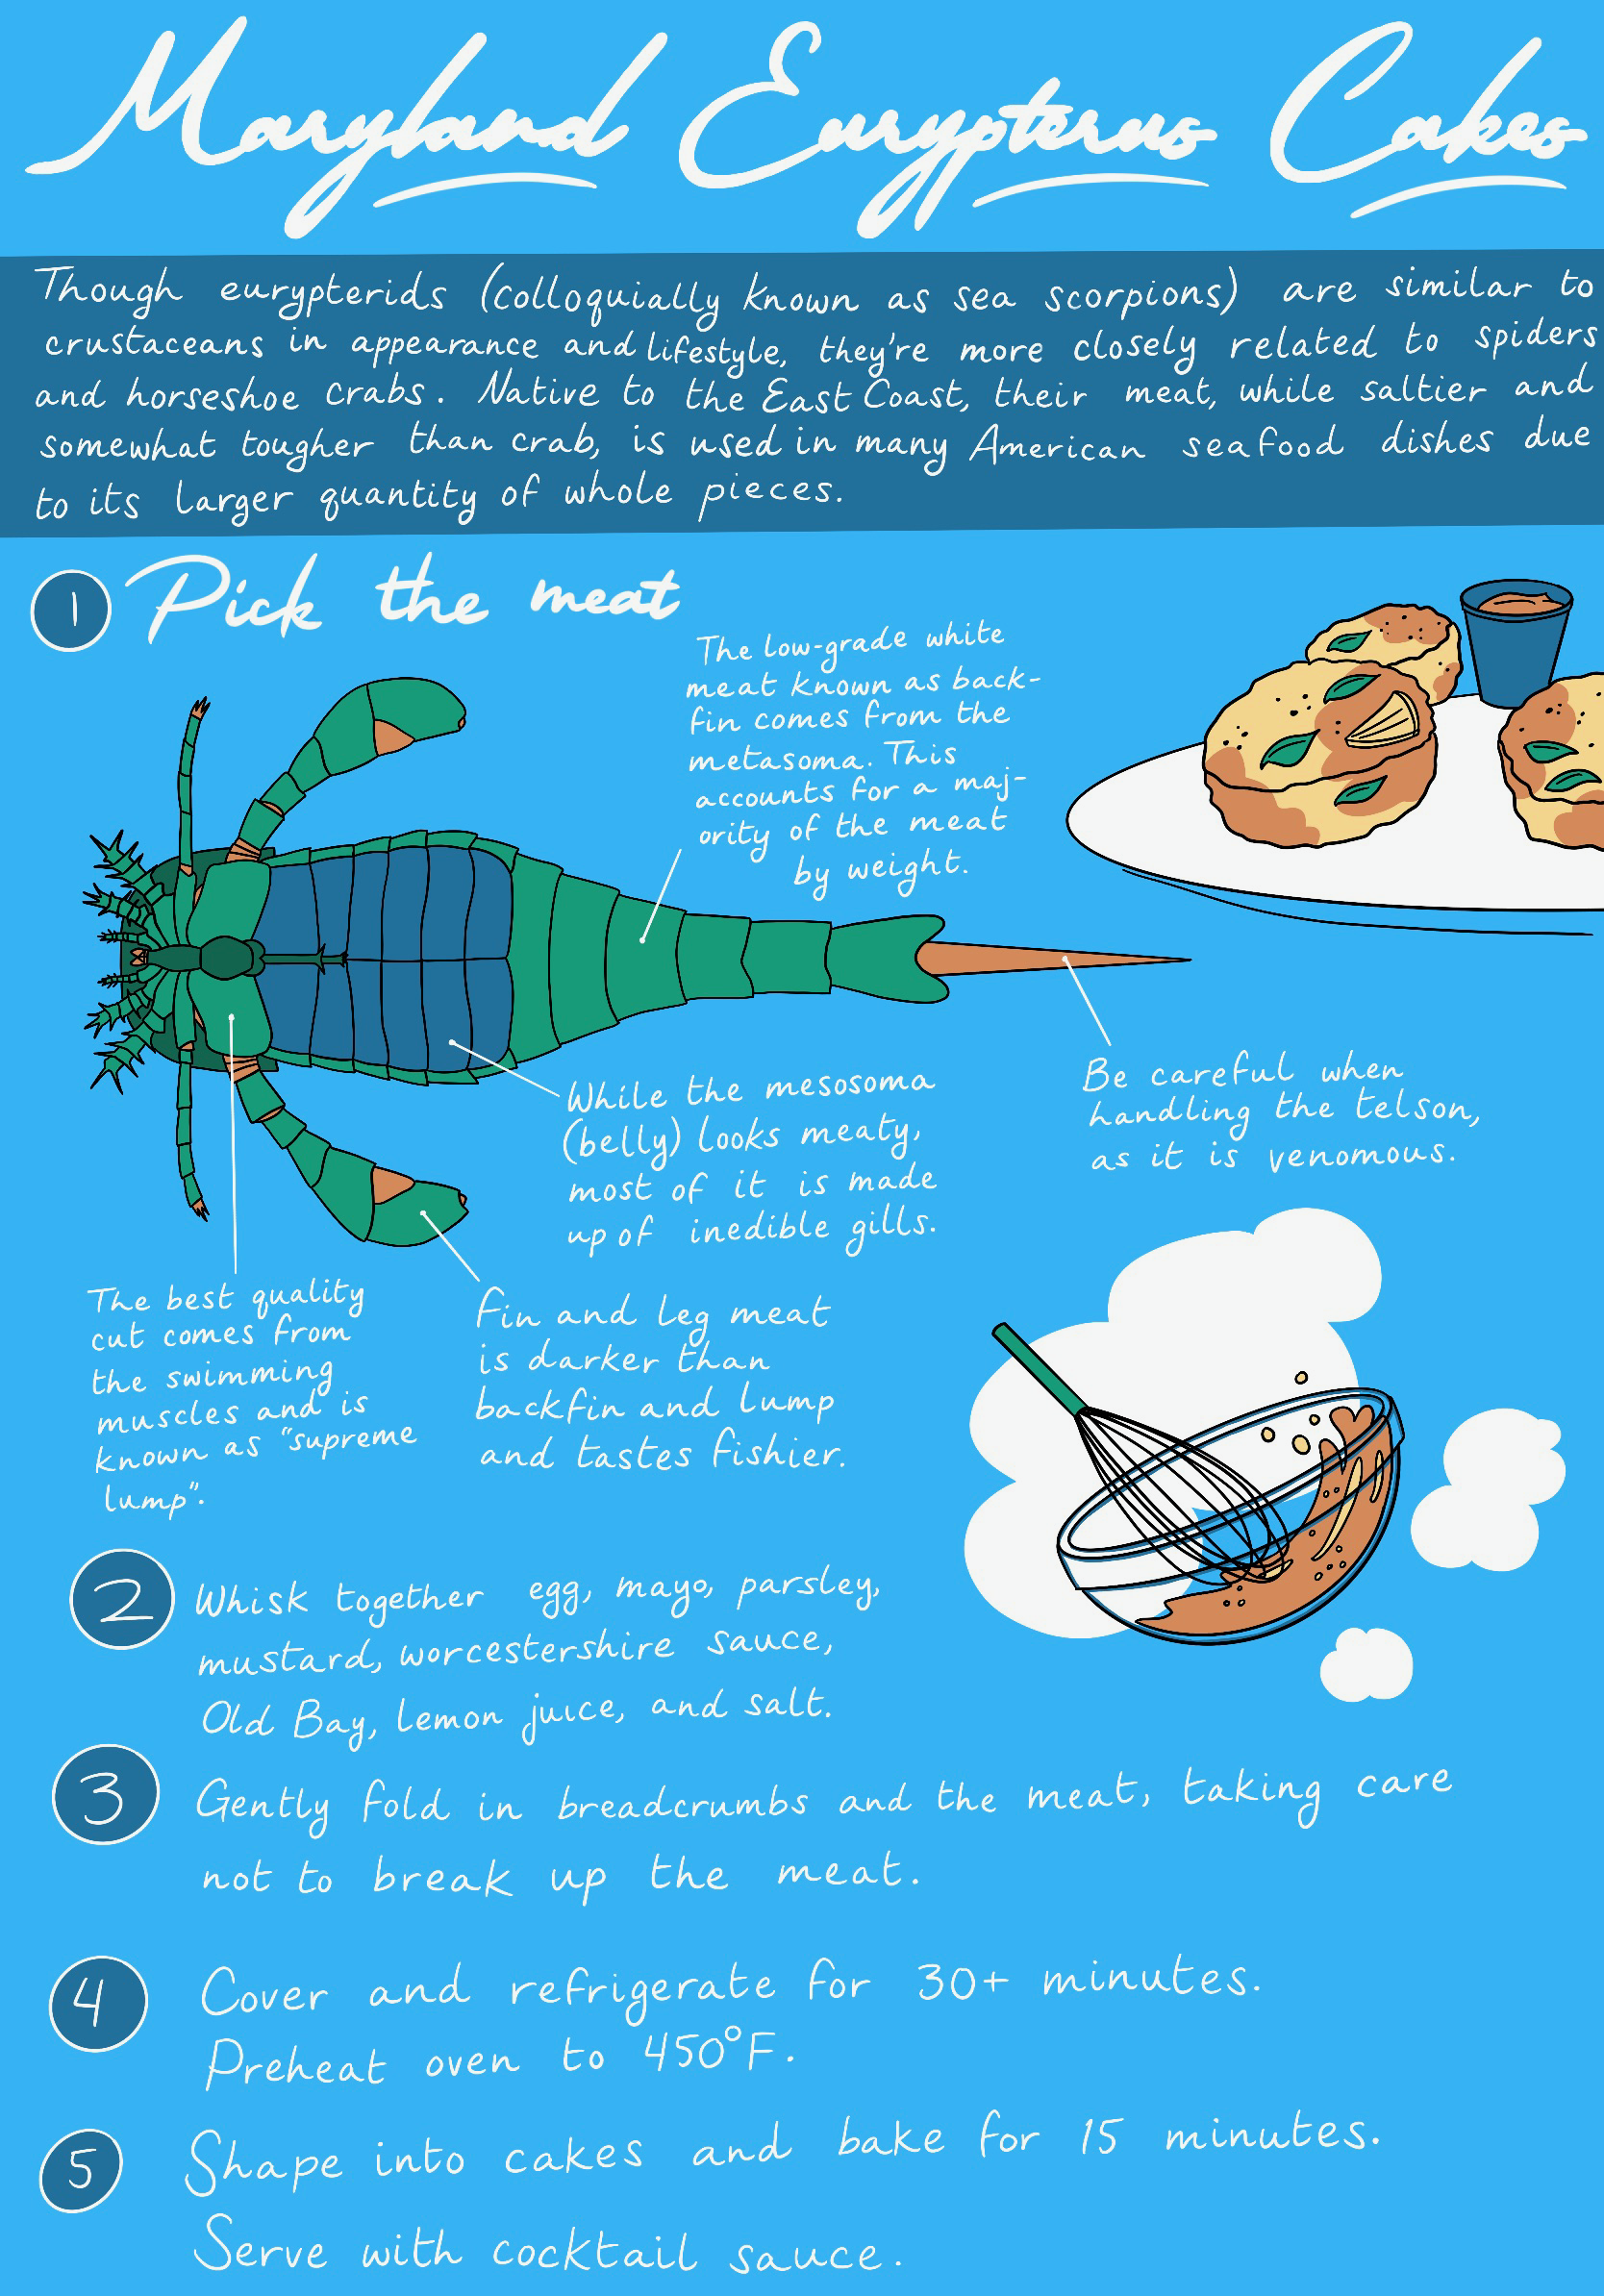 Maryland Eurypterus Cakes
Though eurypterids (colloquially known as sea scorpions) are similar to
crustaceans in appearance and lifestyle, they're more closely related to spiders
and horseshoe crabs. Native to the East Coast, their meat, while saltier and
somewhat tougher than crab, is used in many American seafood dishes due
to its larger quantity of whole pieces.
1 Pick the meat
The low-grade white
meat known as back-
fin comes from the
metasoma. This
accounts for a maj-
ority of the meat
by weight.
Be careful when
handling the telson,
as it is venomous.
While the mesosoma
(belly) looks meaty,
most of it is made
up of inedible gills.
The best quality
cut comes from
the swimming
muscles and is
known as "supreme
lump".
Fin and leg meat
is darker than
backfin and lump
and tastes fishier.
2 Whisk together egg, mayo, parsley,
mustard, worcestershire sauce,
Old Bay, lemon juice, and salt.
3 Gently fold in breadcrumbs and the meat, taking care
not to break up the meat.
4 Cover and refrigerate for 30+ minutes.
Preheat oven to 450°F.
5 Shape into cakes and bake for 15 minutes.
Serve with cocktail sauce.